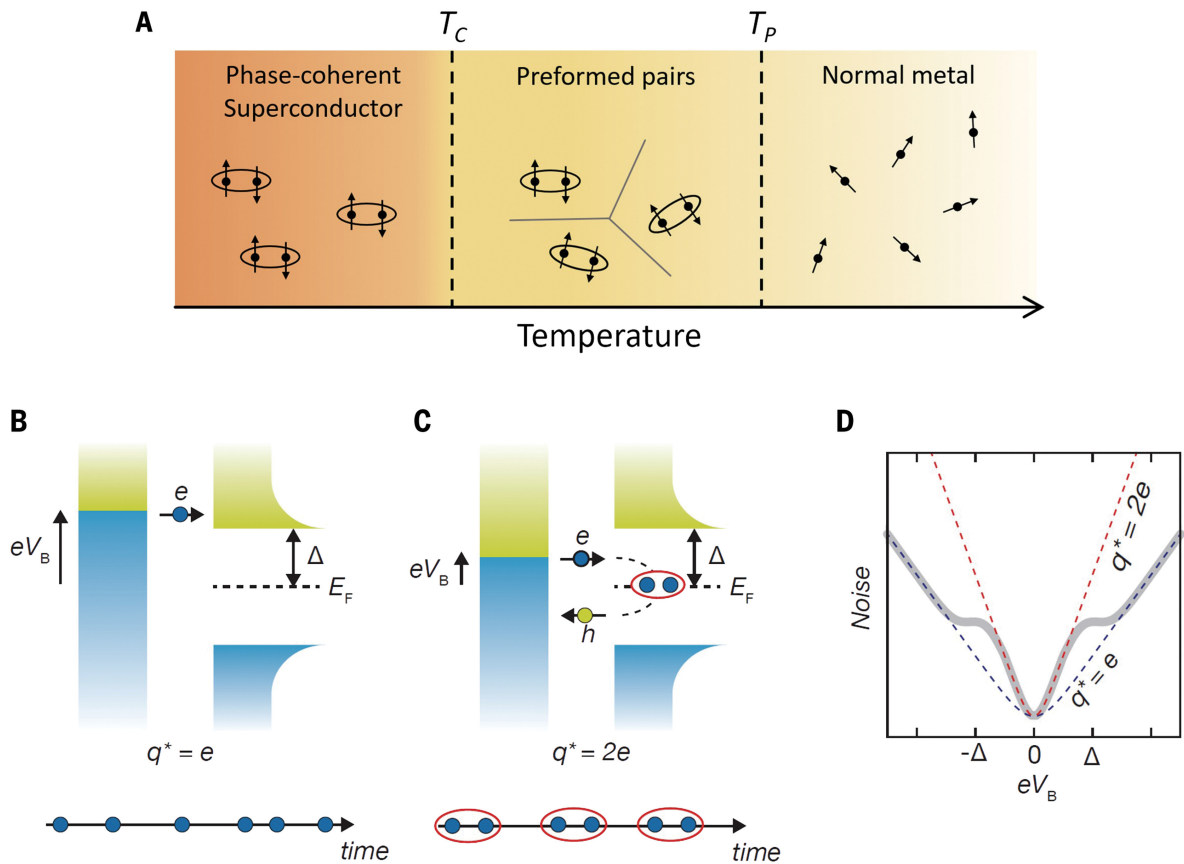 A
T_C
T_P
Phase-coherent
Superconductor
Preformed pairs
Normal metal
Temperature
B
eV_B
e
Δ
E_F
q* = e
time
C
eV_B
e
h
Δ
E_F
q* = 2e
time
D
Noise
q* = 2e
q* = e
-Δ
0
Δ
eV_B